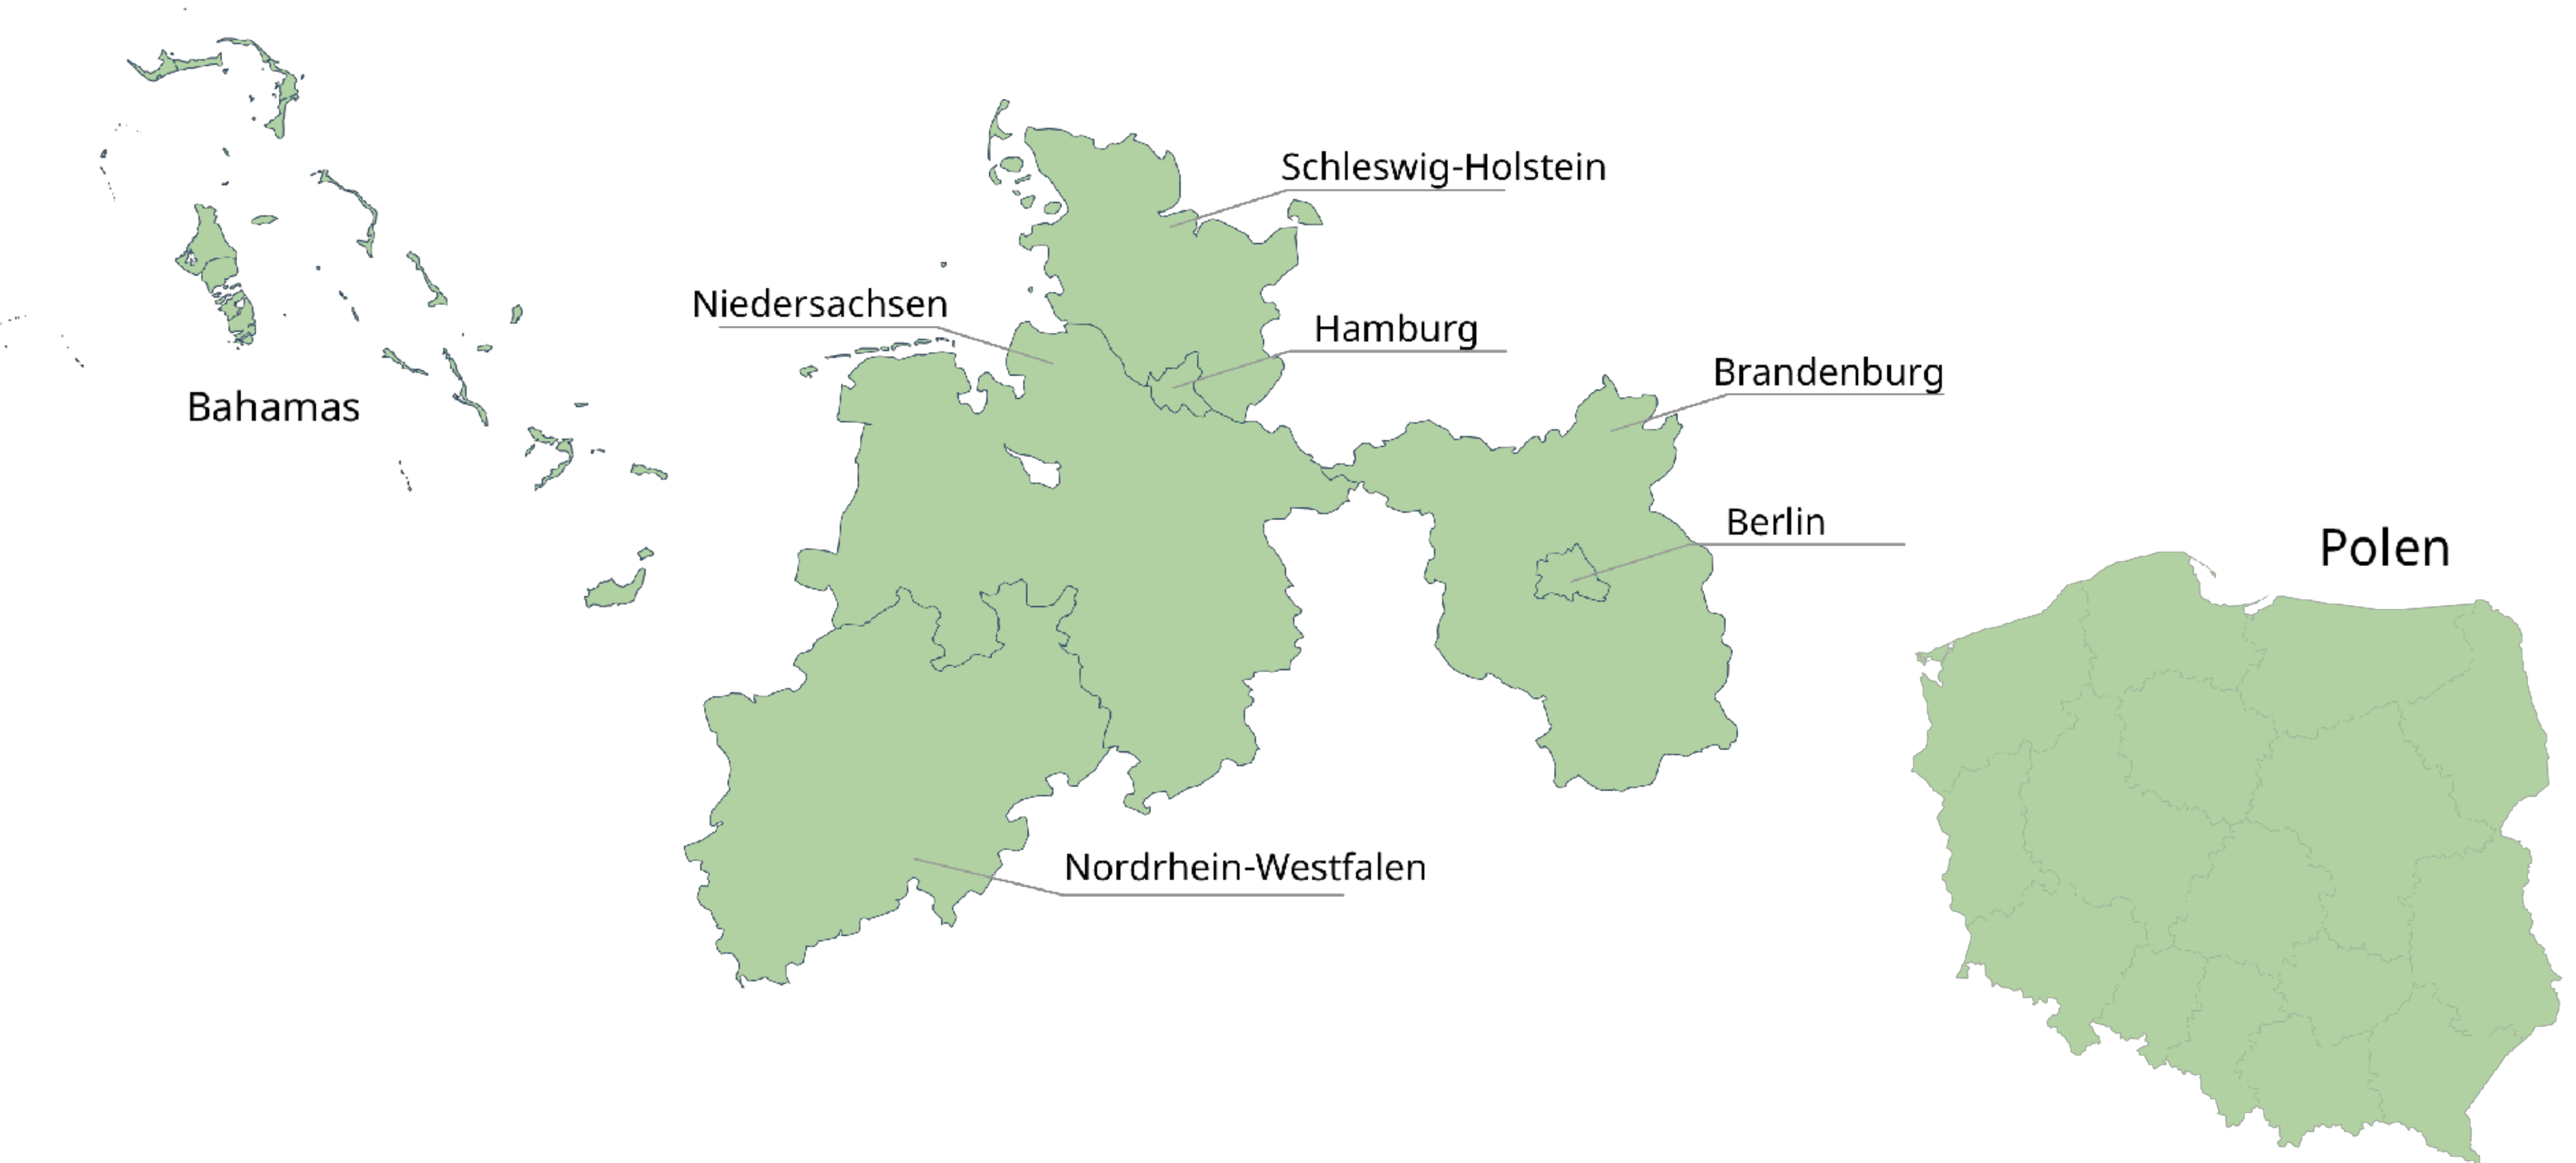 Schleswig-Holstein
Niedersachsen
Hamburg
Brandenburg
Bahamas
Berlin
Polen
Nordrhein-Westfalen